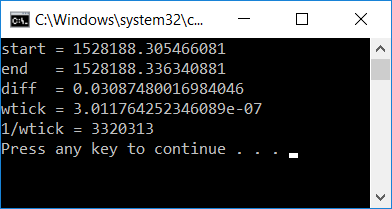 C:\Windows\system32\c...
start = 1528188.305466081
end   = 1528188.336340881
diff  = 0.03087480016984046
wtick = 3.011764252346089e-07
1/wtick = 3320313
Press any key to continue . . .